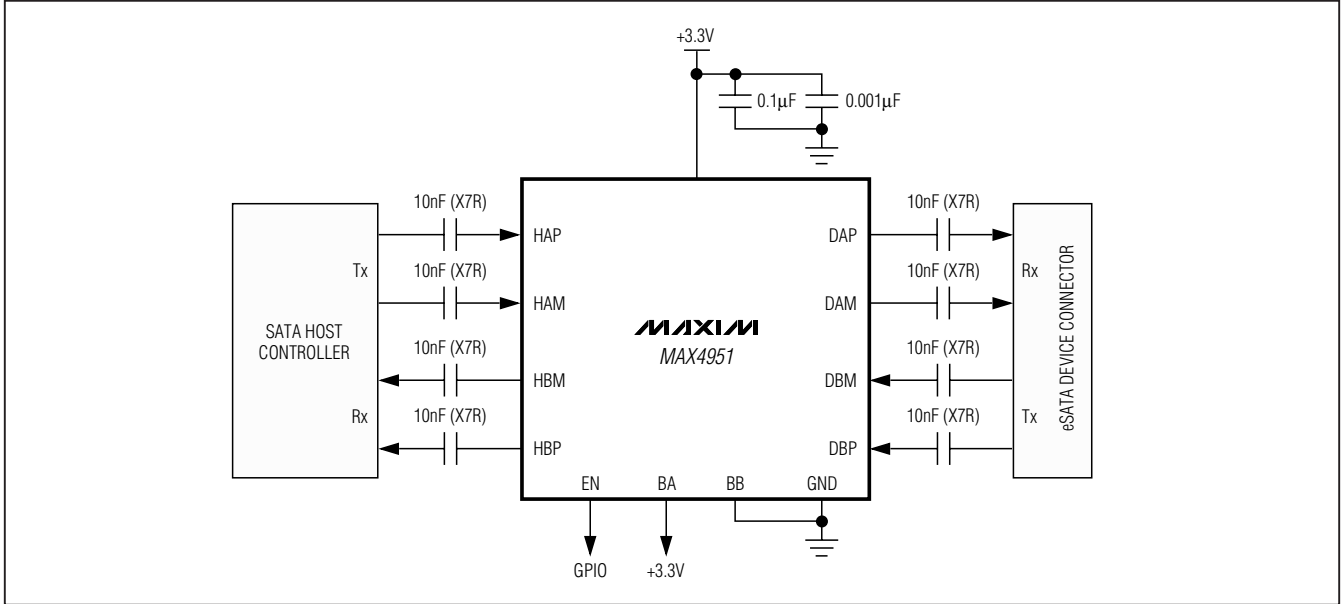 +3.3V
0.1μF
0.001μF
10nF (X7R)
10nF (X7R)
HAP
DAP
Tx
10nF (X7R)
10nF (X7R)
Rx
HAM
DAM
SATA HOST
CONTROLLER
MAXIM
MAX4951
eSATA DEVICE CONNECTOR
10nF (X7R)
10nF (X7R)
HBM
DBM
Rx
10nF (X7R)
10nF (X7R)
Tx
HBP
DBP
EN
BA
BB
GND
GPIO
+3.3V